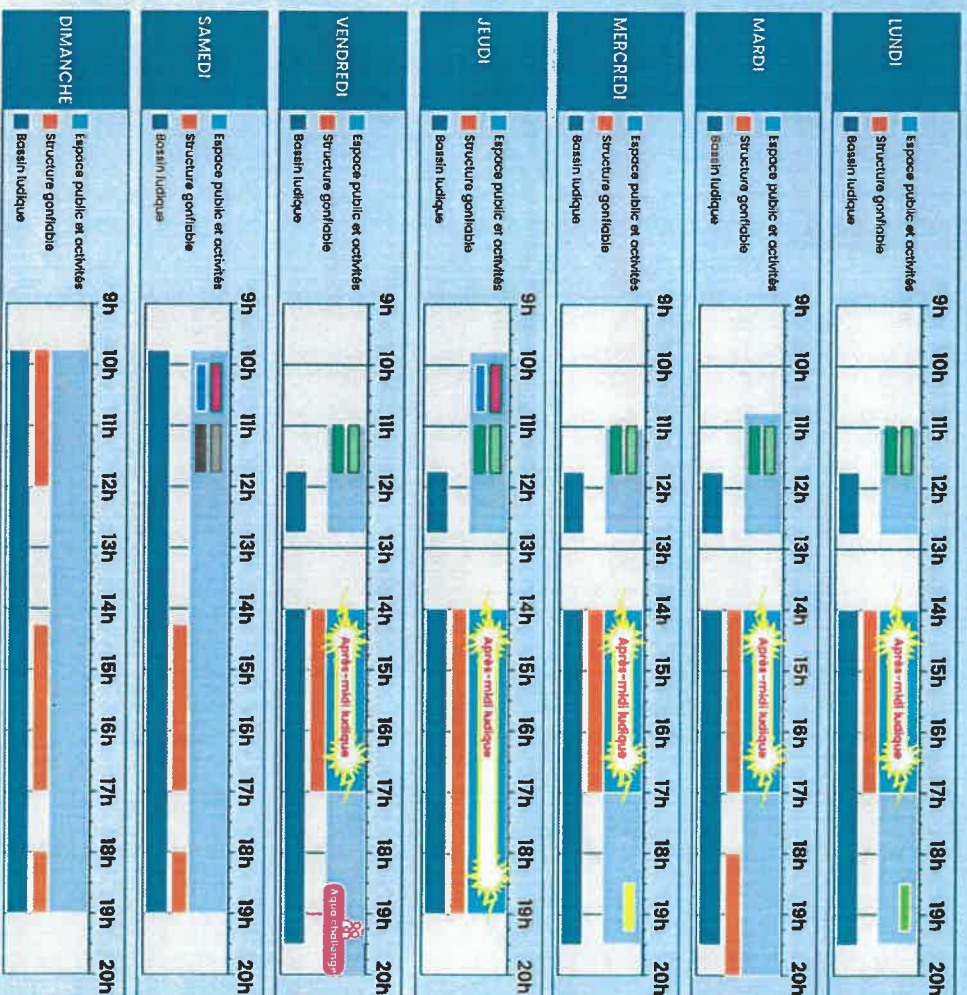 LUNDI
Espace public et activités
Structure gonflable
Bassin ludique
9h 10h 11h 12h 13h 14h 15h 16h 17h 18h 19h 20h
Après-midi ludique
MARDI
Espace public et activités
Structure gonflable
Bassin ludique
9h 10h 11h 12h 13h 14h 15h 16h 17h 18h 19h 20h
Après-midi ludique
MERCREDI
Espace public et activités
Structure gonflable
Bassin ludique
9h 10h 11h 12h 13h 14h 15h 16h 17h 18h 19h 20h
Après-midi ludique
JEUDI
Espace public et activités
Structure gonflable
Bassin ludique
9h 10h 11h 12h 13h 14h 15h 16h 17h 18h 19h 20h
Après-midi ludique
VENDREDI
Espace public et activités
Structure gonflable
Bassin ludique
9h 10h 11h 12h 13h 14h 15h 16h 17h 18h 19h 20h
Après-midi ludique
Aqua challenge
SAMEDI
Espace public et activités
Structure gonflable
Bassin ludique
9h 10h 11h 12h 13h 14h 15h 16h 17h 18h 19h 20h
DIMANCHE
Espace public et activités
Structure gonflable
Bassin ludique
9h 10h 11h 12h 13h 14h 15h 16h 17h 18h 19h 20h